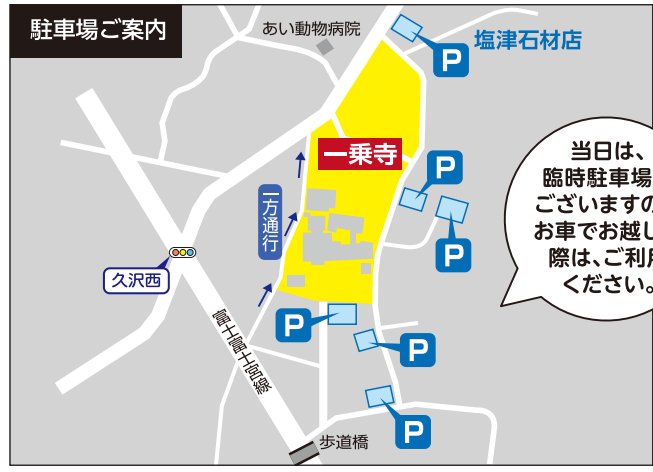 駐車場ご案内
あい動物病院
P
塩津石材店
一乗寺
P
当日は、
臨時駐車場
ございますの
お車でお越し
際は、ご利用
ください。
一方通行
P
久沢西
P
P
富士富士宮線
P
歩道橋